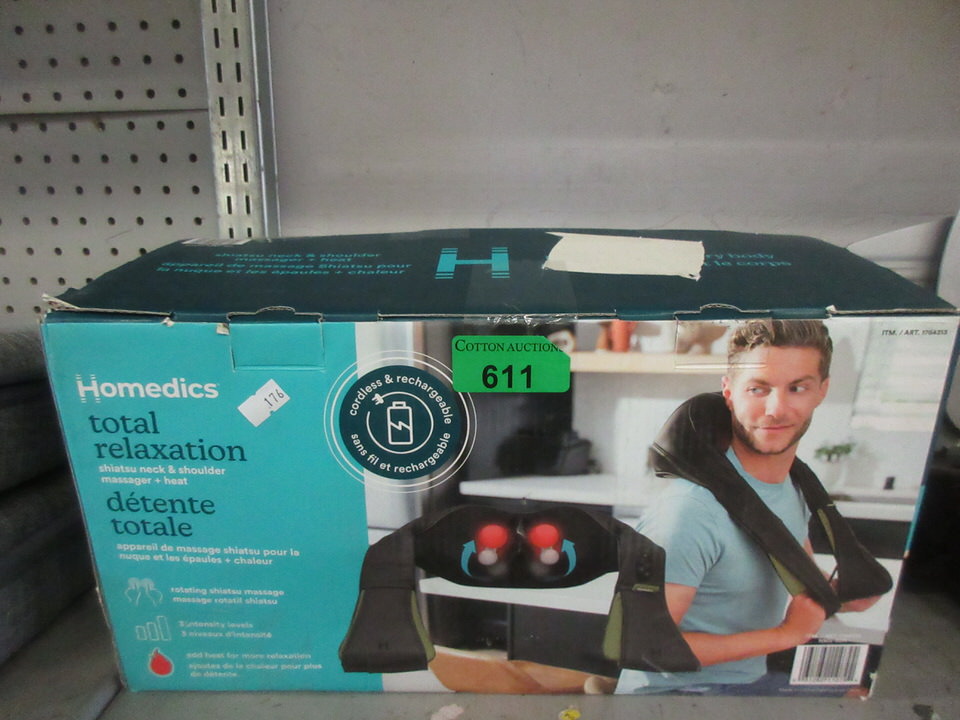 shiatsu neck & shoulder
massager + heat
appareil de massage Shiatsu pour
la nuque et les épaules + chaleur
H
ry body
le corps
ITM. / ART. 1764253
COTTON AUCTION
611
Homedics
176
total
relaxation
shiatsu neck & shoulder
massager + heat
détente
totale
appareil de massage shiatsu pour la
nuque et les épaules + chaleur
cordless & rechargeable
sans fil et rechargeable
rotating shiatsu massage
massage rotatif shiatsu
3 intensity levels
3 niveaux d'intensité
add heat for more relaxation
ajoutez de la chaleur pour plus
de détente